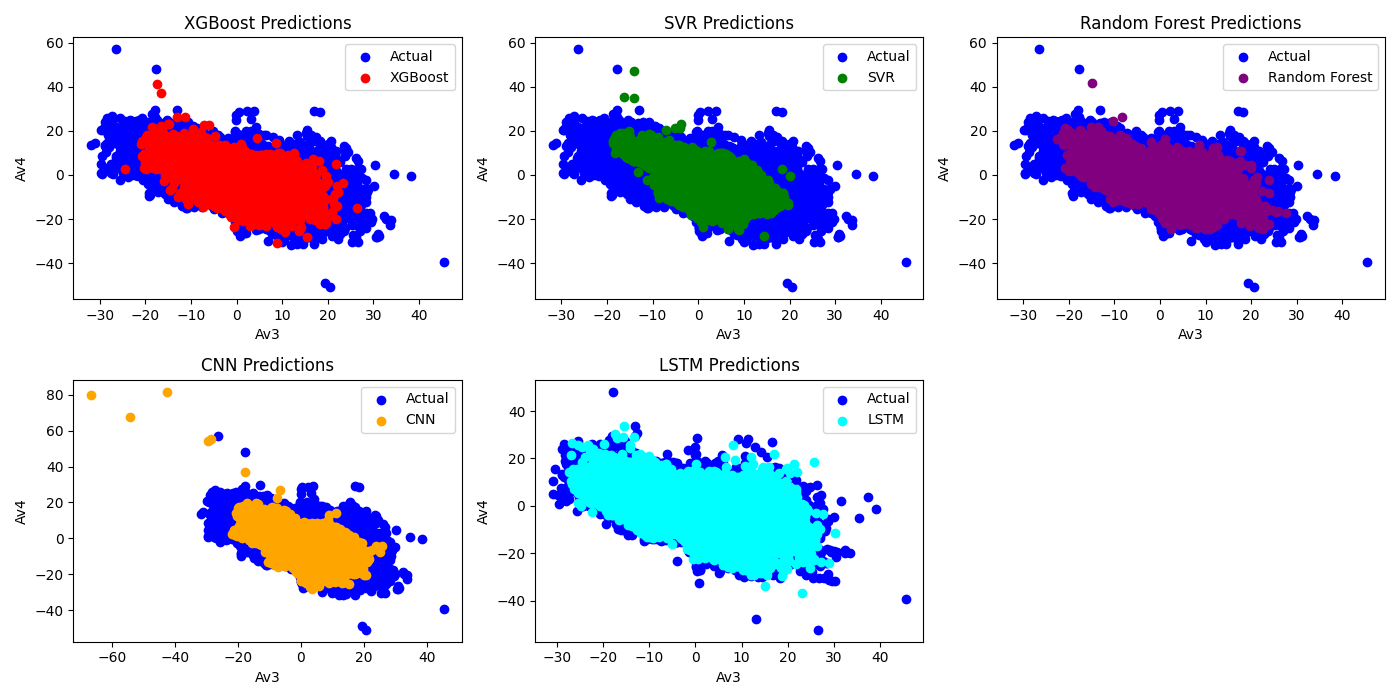 XGBoost Predictions
60
40
20
0
−20
−40
Av4
−30 −20 −10 0 10 20 30 40
Av3
Actual
XGBoost
SVR Predictions
60
40
20
0
−20
−40
Av4
−30 −20 −10 0 10 20 30 40
Av3
Actual
SVR
Random Forest Predictions
60
40
20
0
−20
−40
Av4
−30 −20 −10 0 10 20 30 40
Av3
Actual
Random Forest
CNN Predictions
80
60
40
20
0
−20
−40
Av4
−60 −40 −20 0 20 40
Av3
Actual
CNN
LSTM Predictions
40
20
0
−20
−40
Av4
−30 −20 −10 0 10 20 30 40
Av3
Actual
LSTM